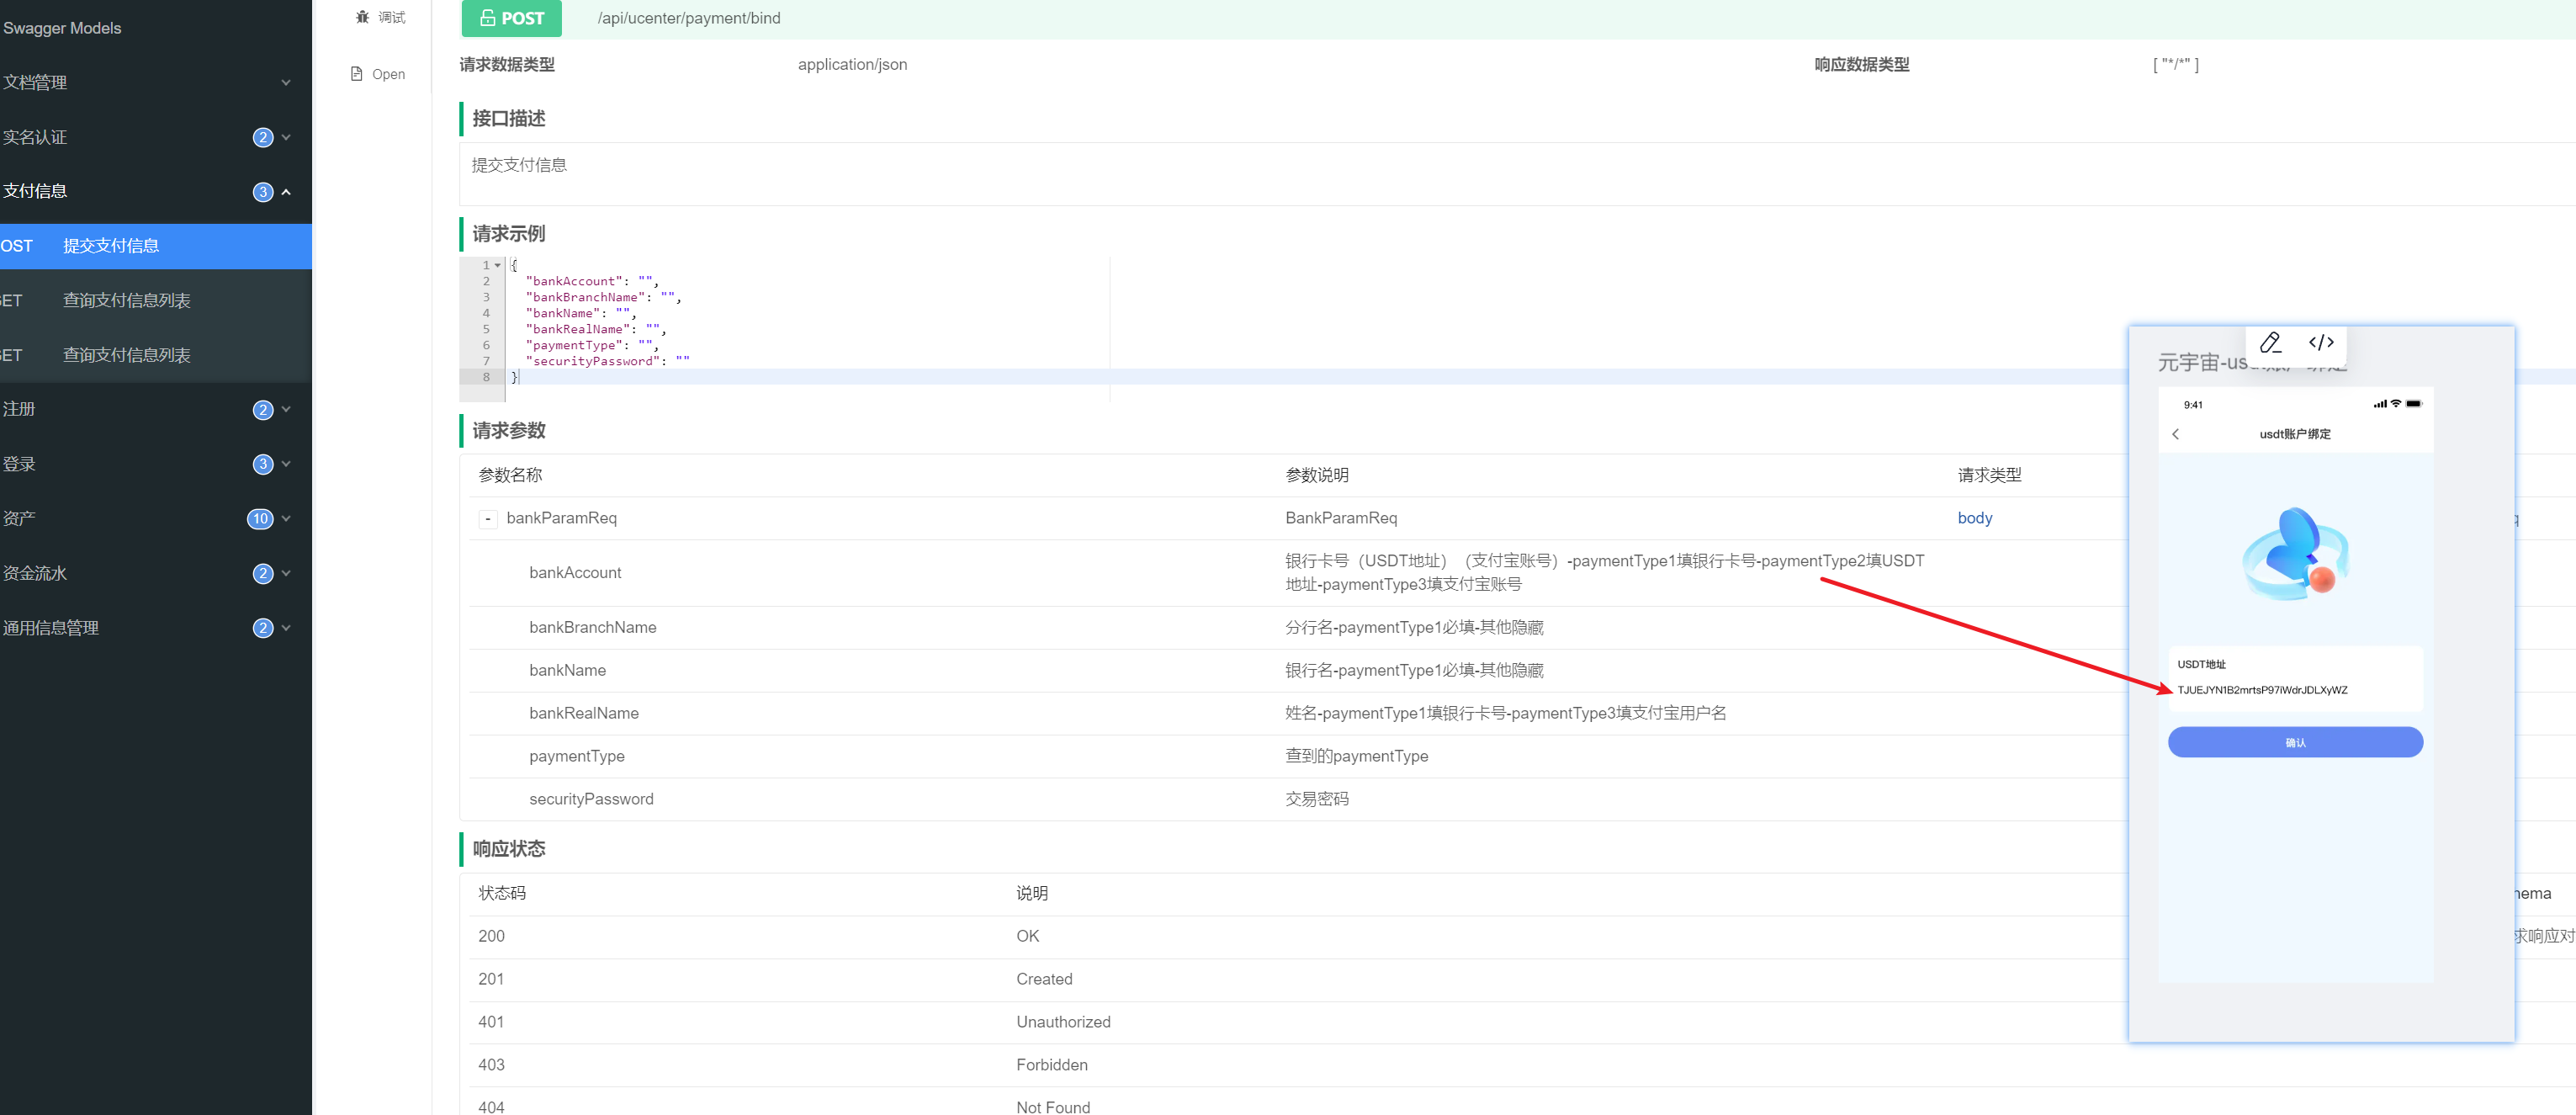 Swagger Models
文档管理
实名认证 2
支付信息 3
OST 提交支付信息
GET 查询支付信息列表
GET 查询支付信息列表
注册 2
登录 3
资产 10
资金流水 2
通用信息管理 2
调试
Open
POST /api/ucenter/payment/bind
请求数据类型 application/json 响应数据类型 [ "*/*" ]
接口描述
提交支付信息
请求示例
1 {
2 "bankAccount": "",
3 "bankBranchName": "",
4 "bankName": "",
5 "bankRealName": "",
6 "paymentType": "",
7 "securityPassword": ""
8 }
请求参数
参数名称 参数说明 请求类型
- bankParamReq BankParamReq body
bankAccount 银行卡号（USDT地址）（支付宝账号）-paymentType1填银行卡号-paymentType2填USDT
地址-paymentType3填支付宝账号
bankBranchName 分行名-paymentType1必填-其他隐藏
bankName 银行名-paymentType1必填-其他隐藏
bankRealName 姓名-paymentType1填银行卡号-paymentType3填支付宝用户名
paymentType 查到的paymentType
securityPassword 交易密码
响应状态
状态码 说明 hema
200 OK 求响应对
201 Created
401 Unauthorized
403 Forbidden
404 Not Found
元宇宙-usdt账户绑定
</>
9:41
usdt账户绑定
USDT地址
TJUEJYN1B2mrtsP97iWdrJDLXyWZ
确认